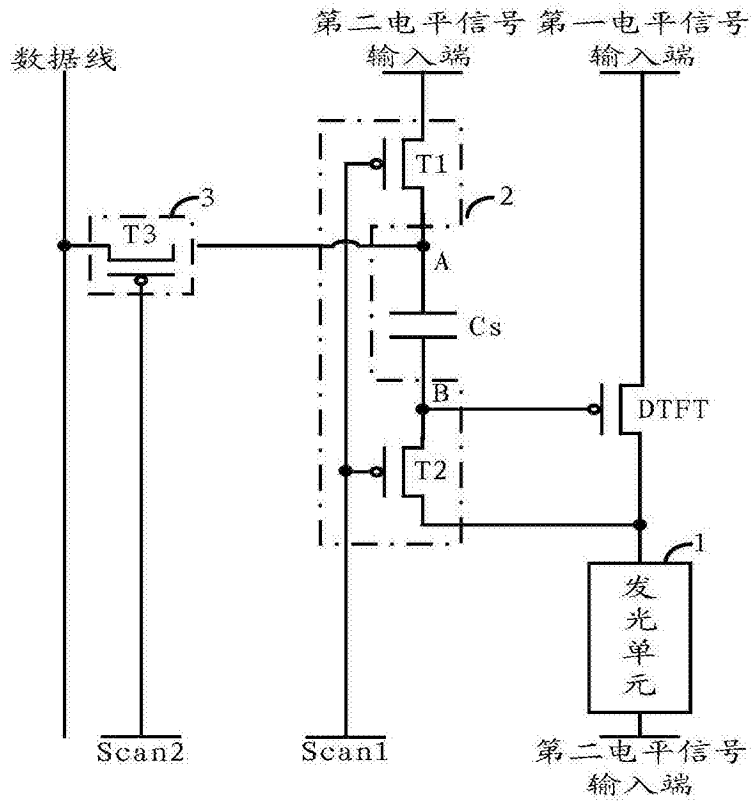 第二电平信号
输入端
第一电平信号
输入端
数据线
T1
3
2
T3
A
Cs
B
DTFT
T2
1
发光单元
Scan2
Scan1
第二电平信号
输入端